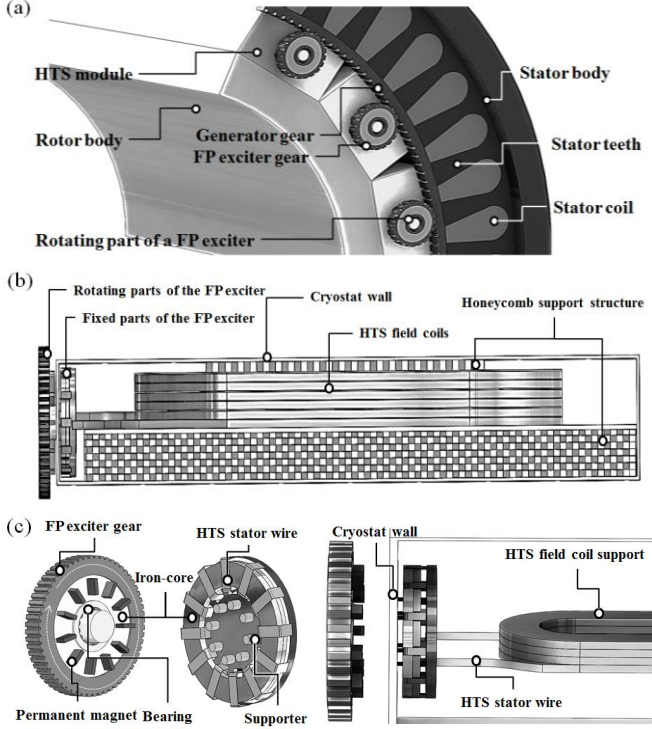 (a)
HTS module
Rotor body
Generator gear
FP exciter gear
Rotating part of a FP exciter
Stator body
Stator teeth
Stator coil
(b)
Rotating parts of the FP exciter
Fixed parts of the FP exciter
Cryostat wall
HTS field coils
Honeycomb support structure
(c)
FP exciter gear
Iron-core
Permanent magnet
Bearing
HTS stator wire
Supporter
Cryostat wall
HTS field coil support
HTS stator wire